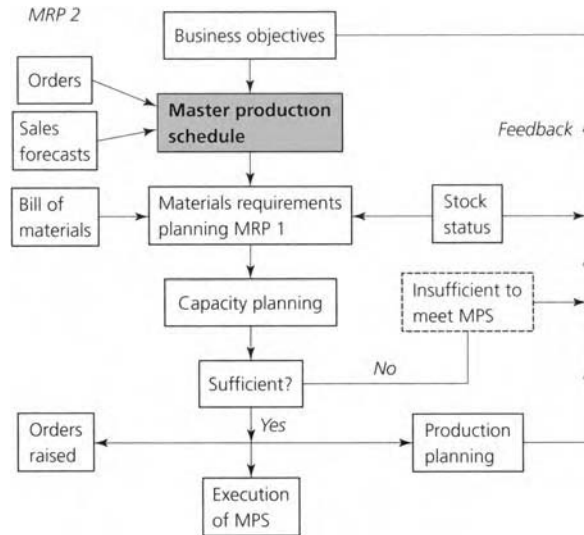 MRP 2
Business objectives
Orders
Master production
schedule
Sales
forecasts
Feedback
Bill of
materials
Materials requirements
planning MRP 1
Stock
status
Capacity planning
Insufficient to
meet MPS
No
Sufficient?
Yes
Orders
raised
Production
planning
Execution
of MPS